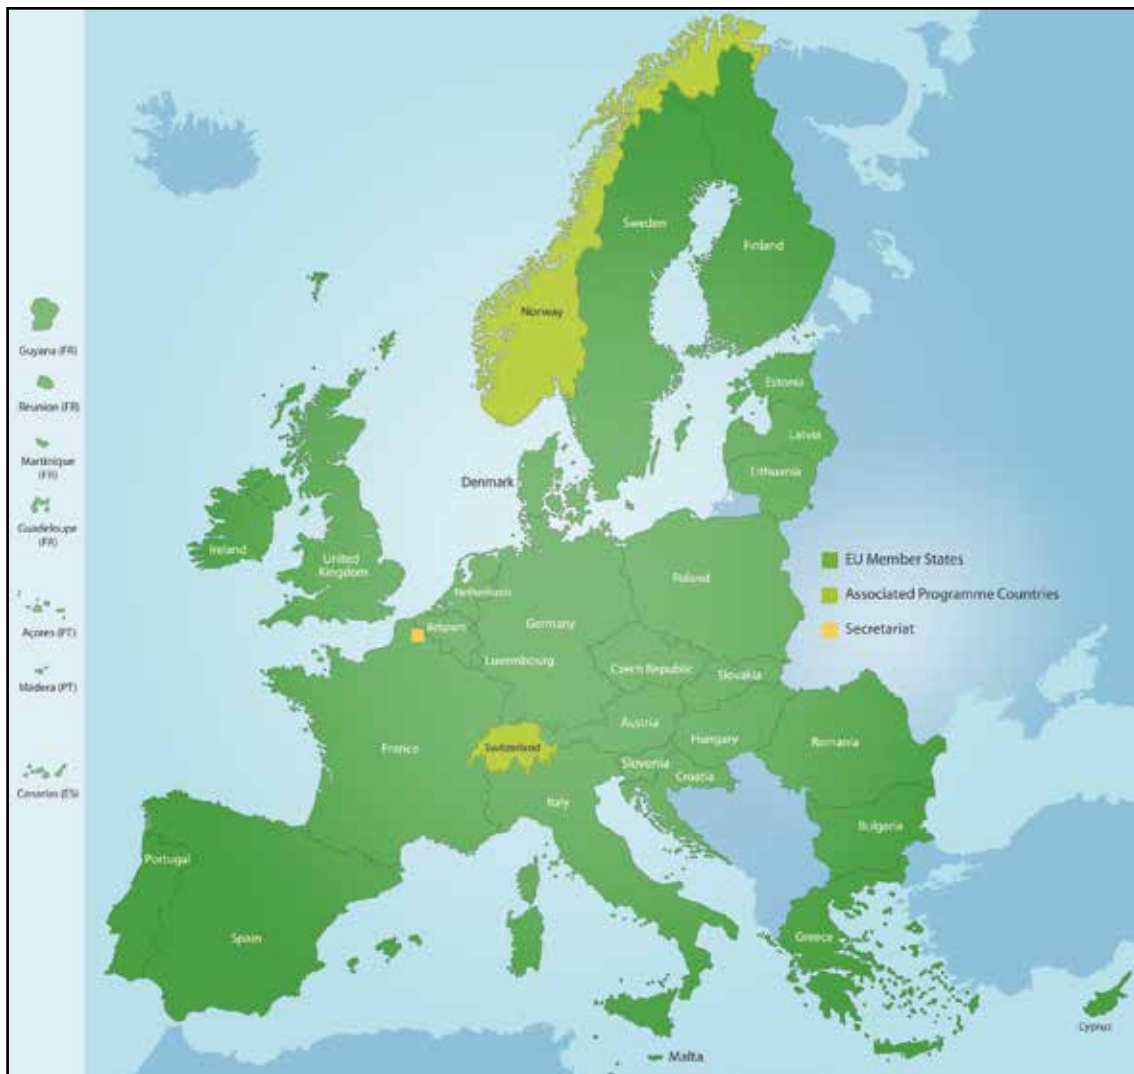 Guyana (FR)
Reunion (FR)
Martinique
(FR)
Guadeloupe
(FR)
Açores (PT)
Madera (PT)
Canarias (ES)
Norway
Sweden
Finland
Estonia
Latvia
Lithuania
Denmark
Ireland
United
Kingdom
Netherlands
Belgium
Germany
Poland
Luxembourg
Czech Republic
Slovakia
France
Switzerland
Austria
Hungary
Slovenia
Croatia
Romania
Italy
Bulgaria
Portugal
Spain
Greece
Malta
Cyprus
EU Member States
Associated Programme Countries
Secretariat